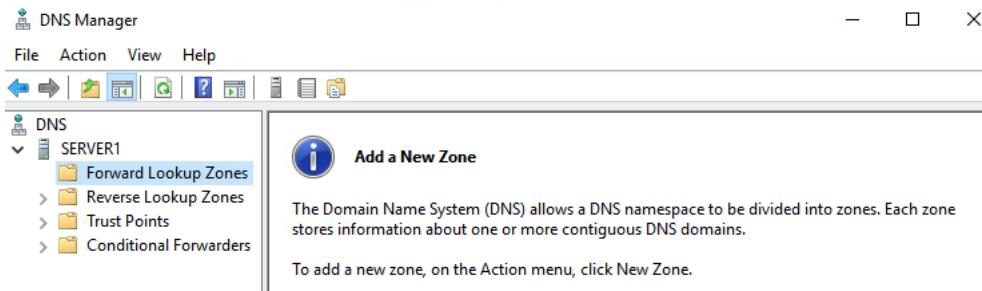 DNS Manager
File Action View Help
DNS
SERVER1
Forward Lookup Zones
Reverse Lookup Zones
Trust Points
Conditional Forwarders
Add a New Zone
The Domain Name System (DNS) allows a DNS namespace to be divided into zones. Each zone
stores information about one or more contiguous DNS domains.
To add a new zone, on the Action menu, click New Zone.